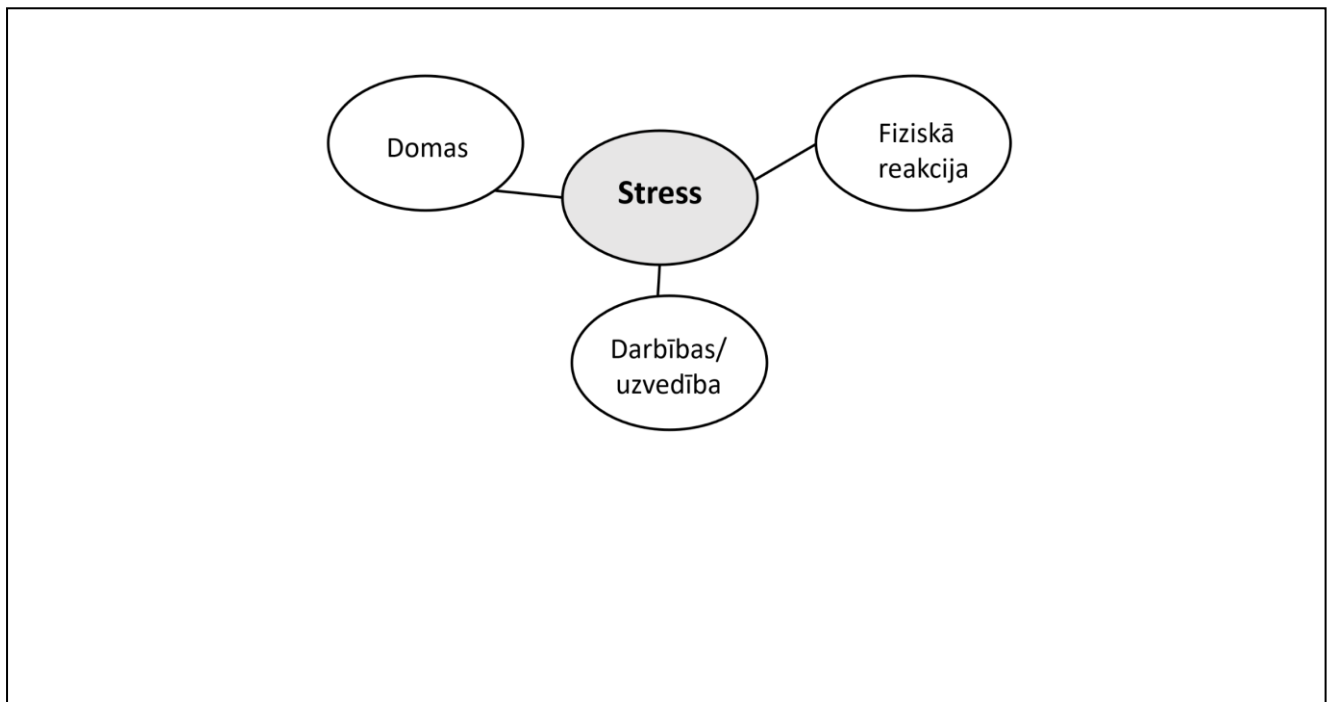 Domas
Stress
Fiziskā
reakcija
Darbības/
uzvedība